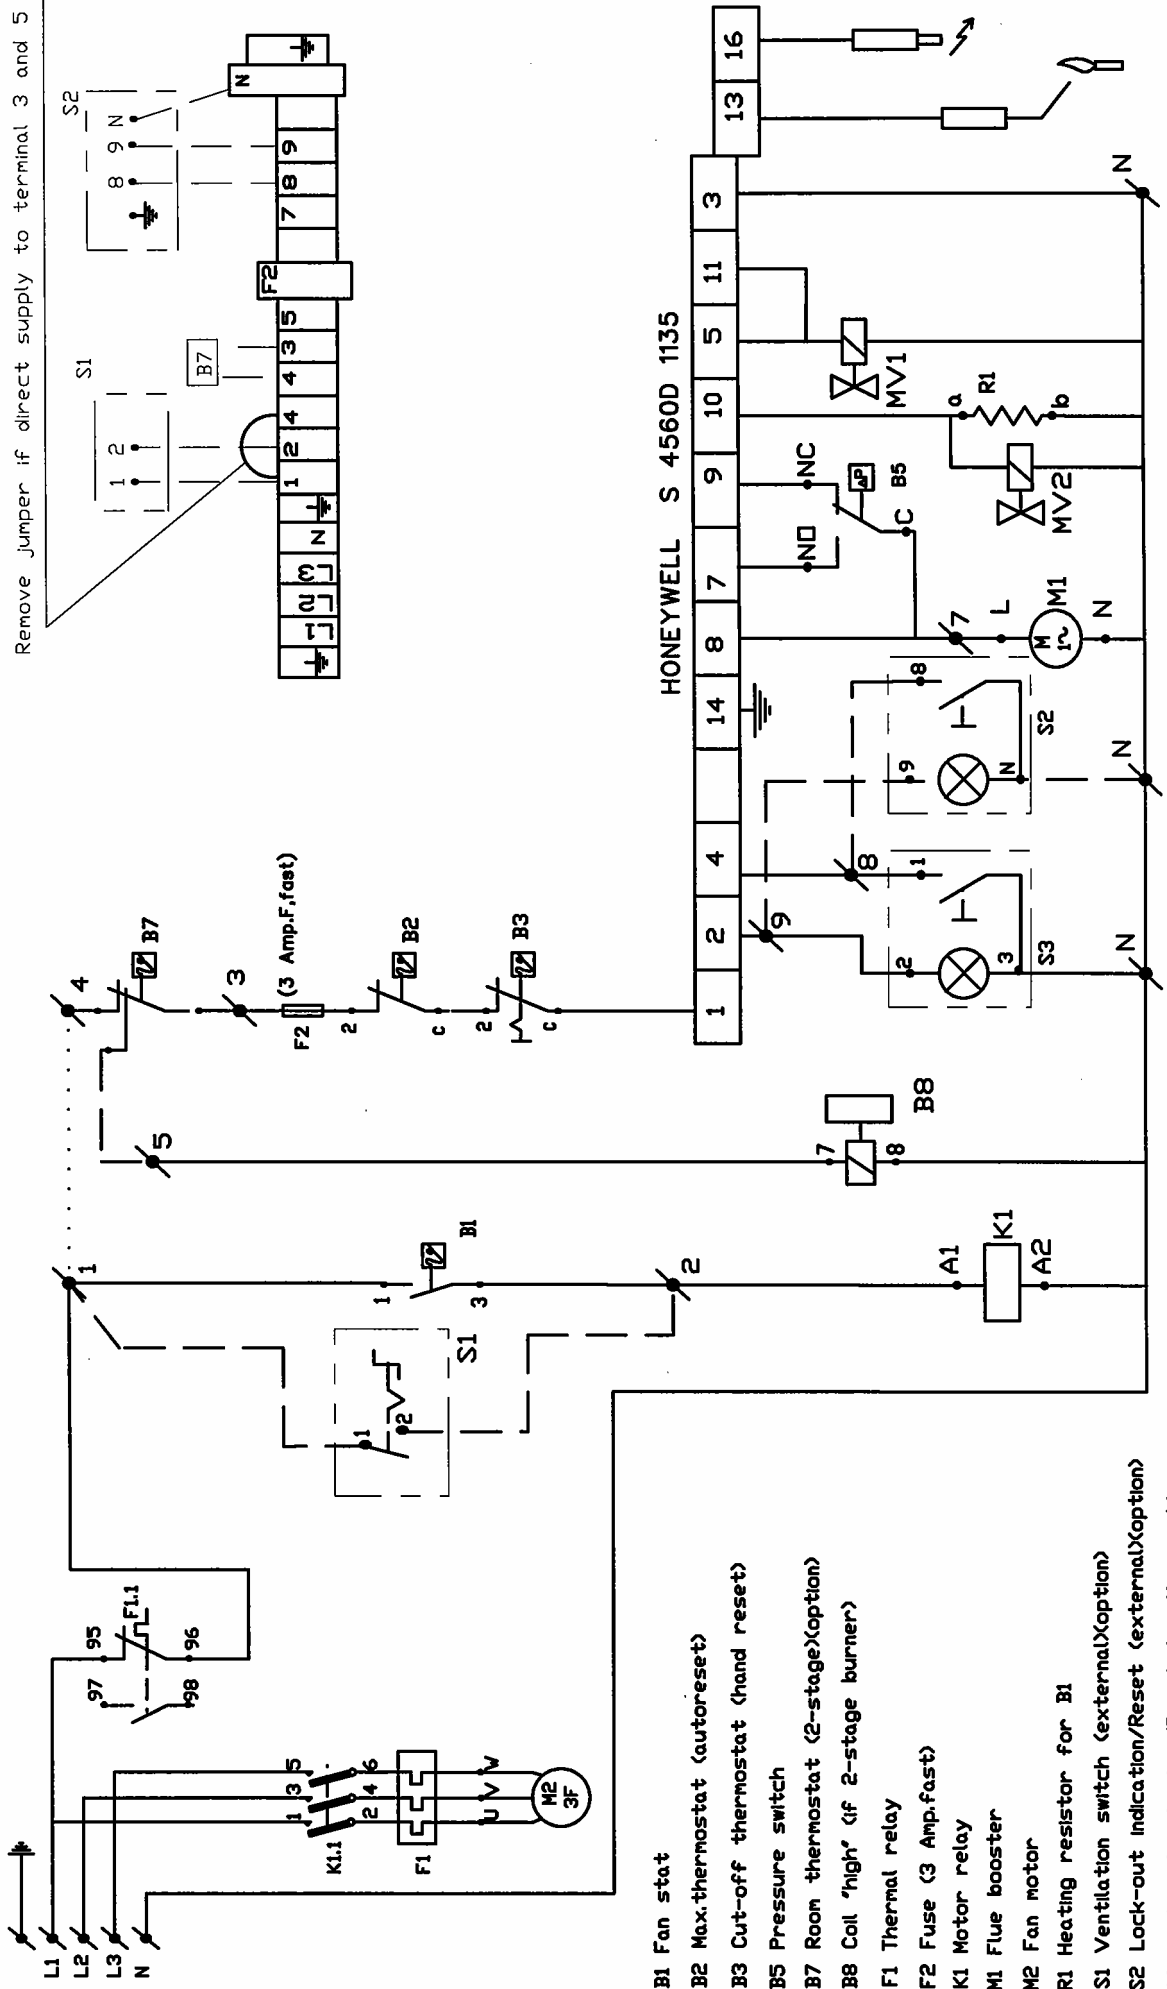 Remove jumper if direct supply to terminal 3 and 5
S1
1 2
B7
S2
8 9 N
L1 L2 L3 N 1 2 4 4 3 5 F2 7 8 9 N
L1
L2
L3
N
97
98
95
96
F1.1
K1.1
1 3 5
2 4 6
F1
U V W
M2
3F
1
S1
1
2
B1
1
3
2
A1
K1
A2
5
7
8
B8
4
B7
3
F2
(3 Amp.F,fast)
2
B2
C
2
B3
C
HONEYWELL S 4560D 1135
1 2 4 14 8 7 9 10 5 11 3 13 16
9
8
2
1
3
S3
N
9
8
N
S2
N
7
L
M
1~
M1
N
NO
NC
C
ΔP
B5
MV2
a
R1
b
MV1
N
B1 Fan stat
B2 Max.thermostat (autoreset)
B3 Cut-off thermostat (hand reset)
B5 Pressure switch
B7 Room thermostat (2-stage)(option)
B8 Coil "high" (if 2-stage burner)
F1 Thermal relay
F2 Fuse (3 Amp.fast)
K1 Motor relay
M1 Flue booster
M2 Fan motor
R1 Heating resistor for B1
S1 Ventilation switch (external)(option)
S2 Lock-out indication/Reset (external)(option)